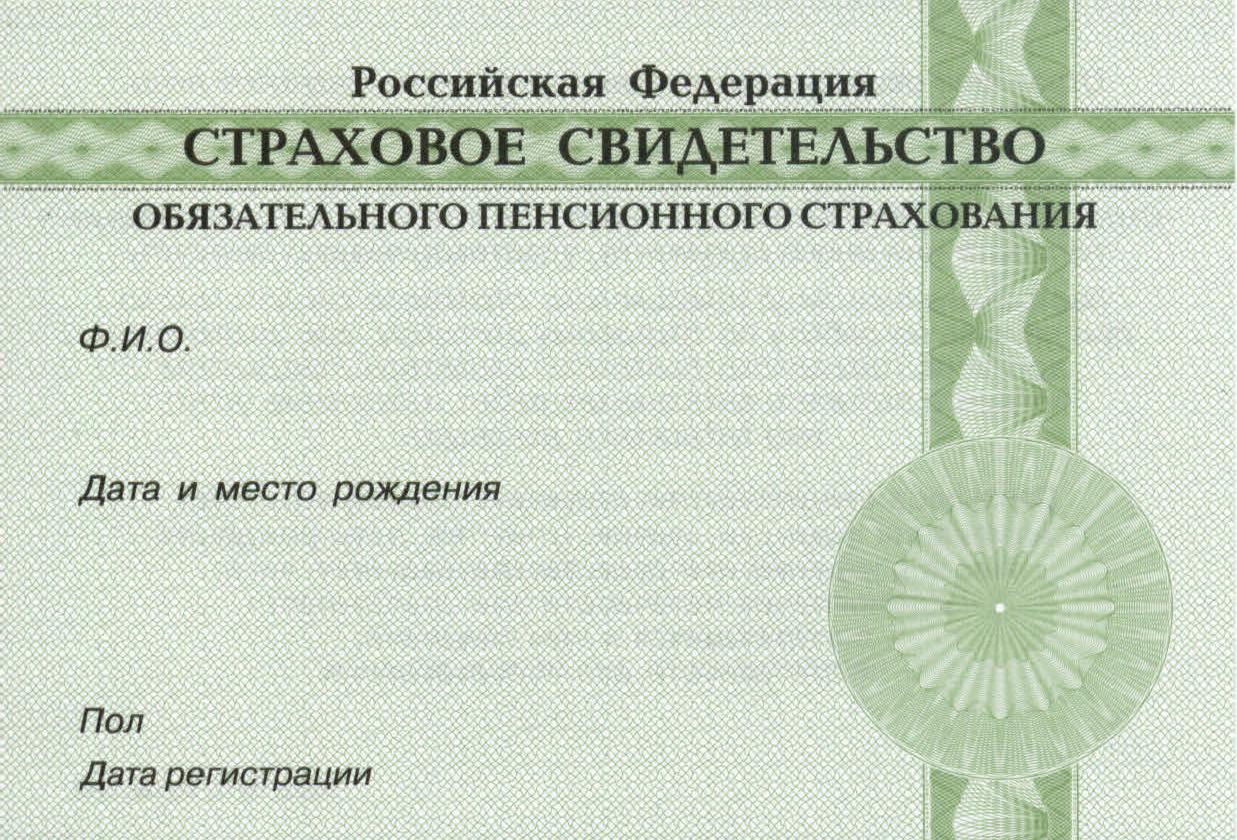 Российская Федерация
СТРАХОВОЕ СВИДЕТЕЛЬСТВО
ОБЯЗАТЕЛЬНОГО ПЕНСИОННОГО СТРАХОВАНИЯ
Ф.И.О.
Дата и место рождения
Пол
Дата регистрации